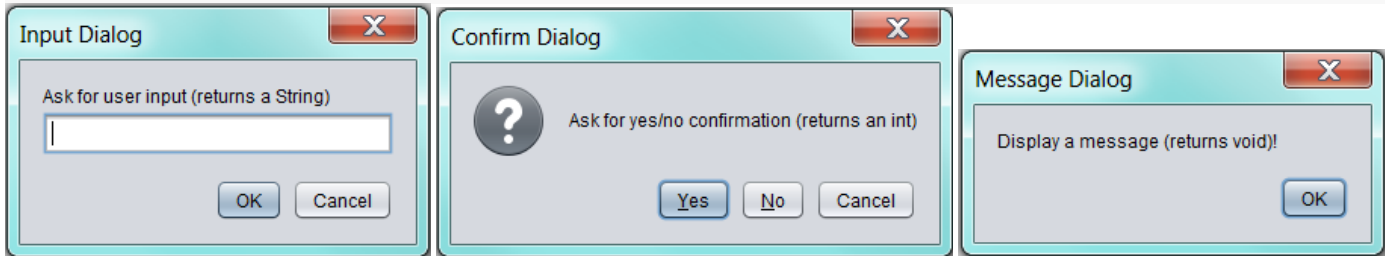 Input Dialog
Ask for user input (returns a String)
OK Cancel
Confirm Dialog
Ask for yes/no confirmation (returns an int)
Yes No Cancel
Message Dialog
Display a message (returns void)!
OK